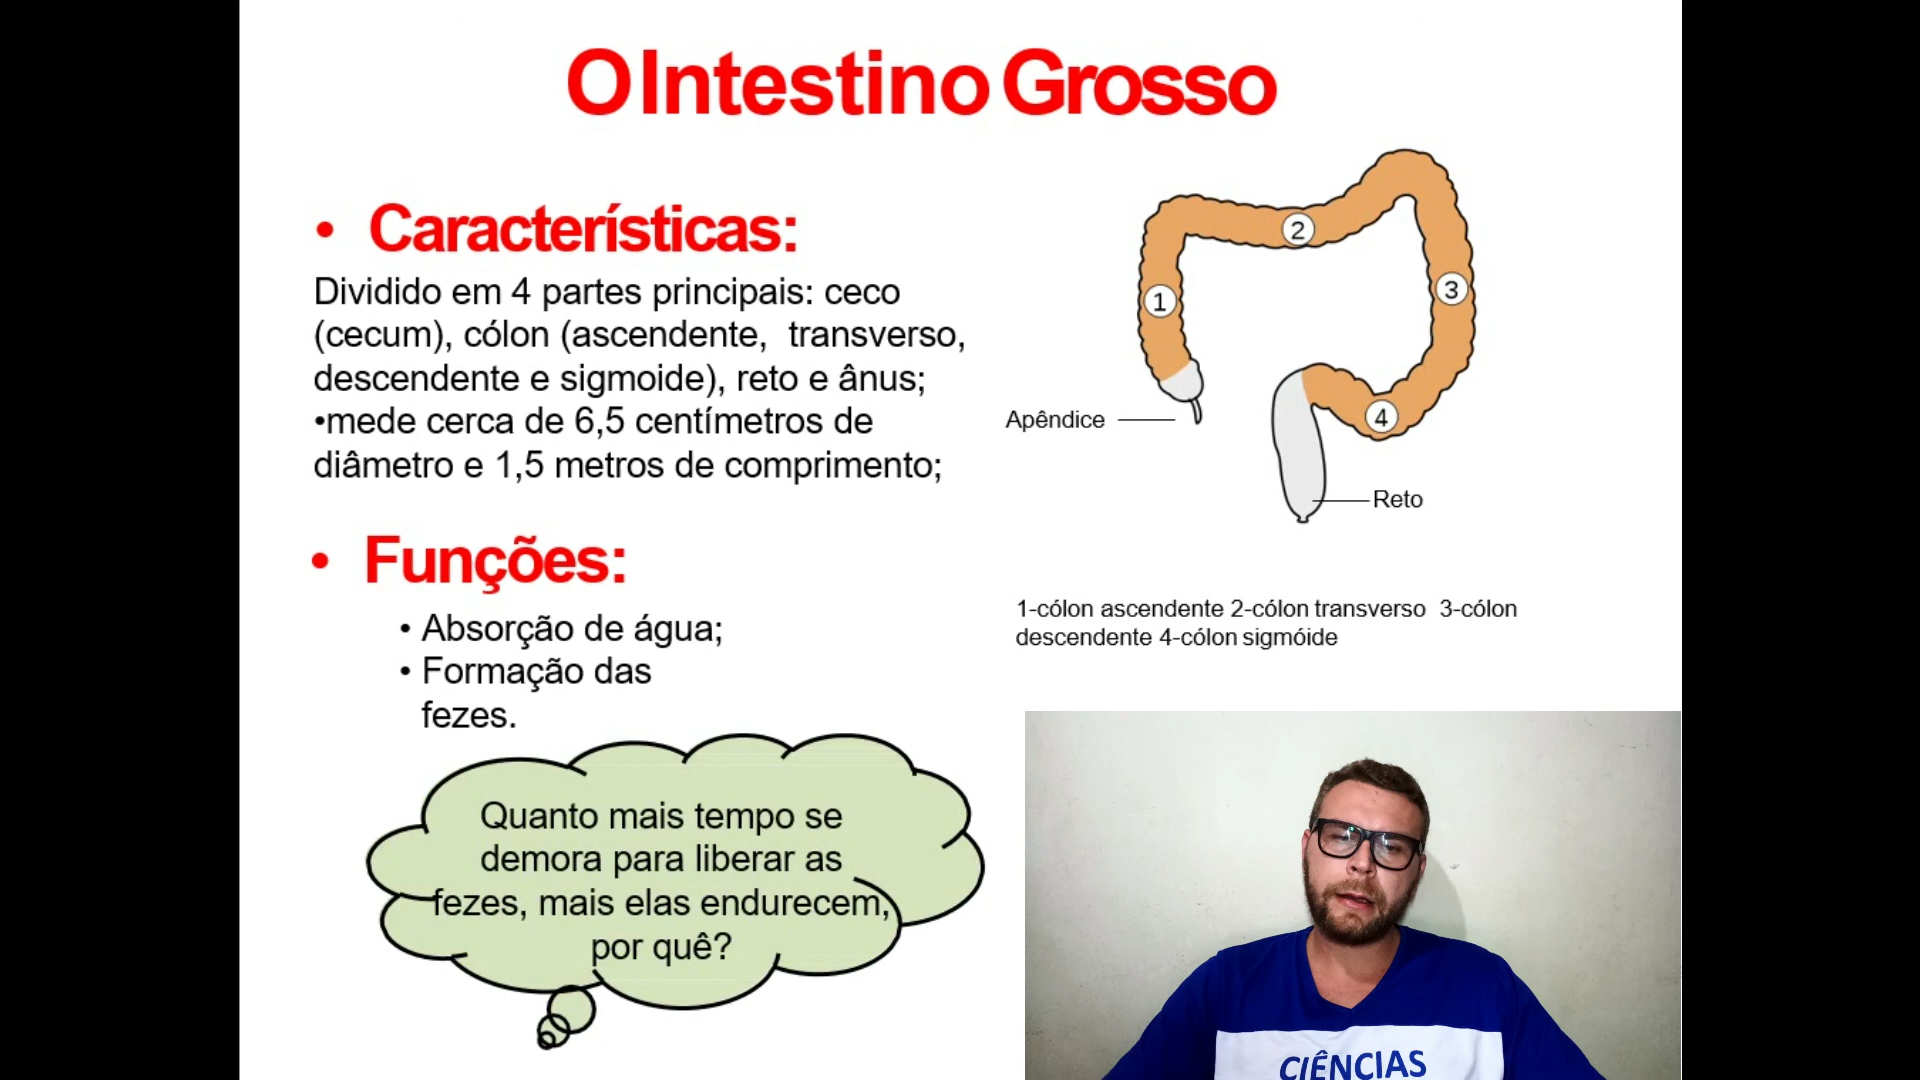 O Intestino Grosso
• Características:
Dividido em 4 partes principais: ceco
(cecum), cólon (ascendente, transverso,
descendente e sigmoide), reto e ânus;
•mede cerca de 6,5 centímetros de
diâmetro e 1,5 metros de comprimento;
• Funções:
• Absorção de água;
• Formação das
fezes.
Quanto mais tempo se
demora para liberar as
fezes, mais elas endurecem,
por quê?
1
2
3
4
Apêndice
Reto
1-cólon ascendente 2-cólon transverso 3-cólon
descendente 4-cólon sigmóide
CIÊNCIAS